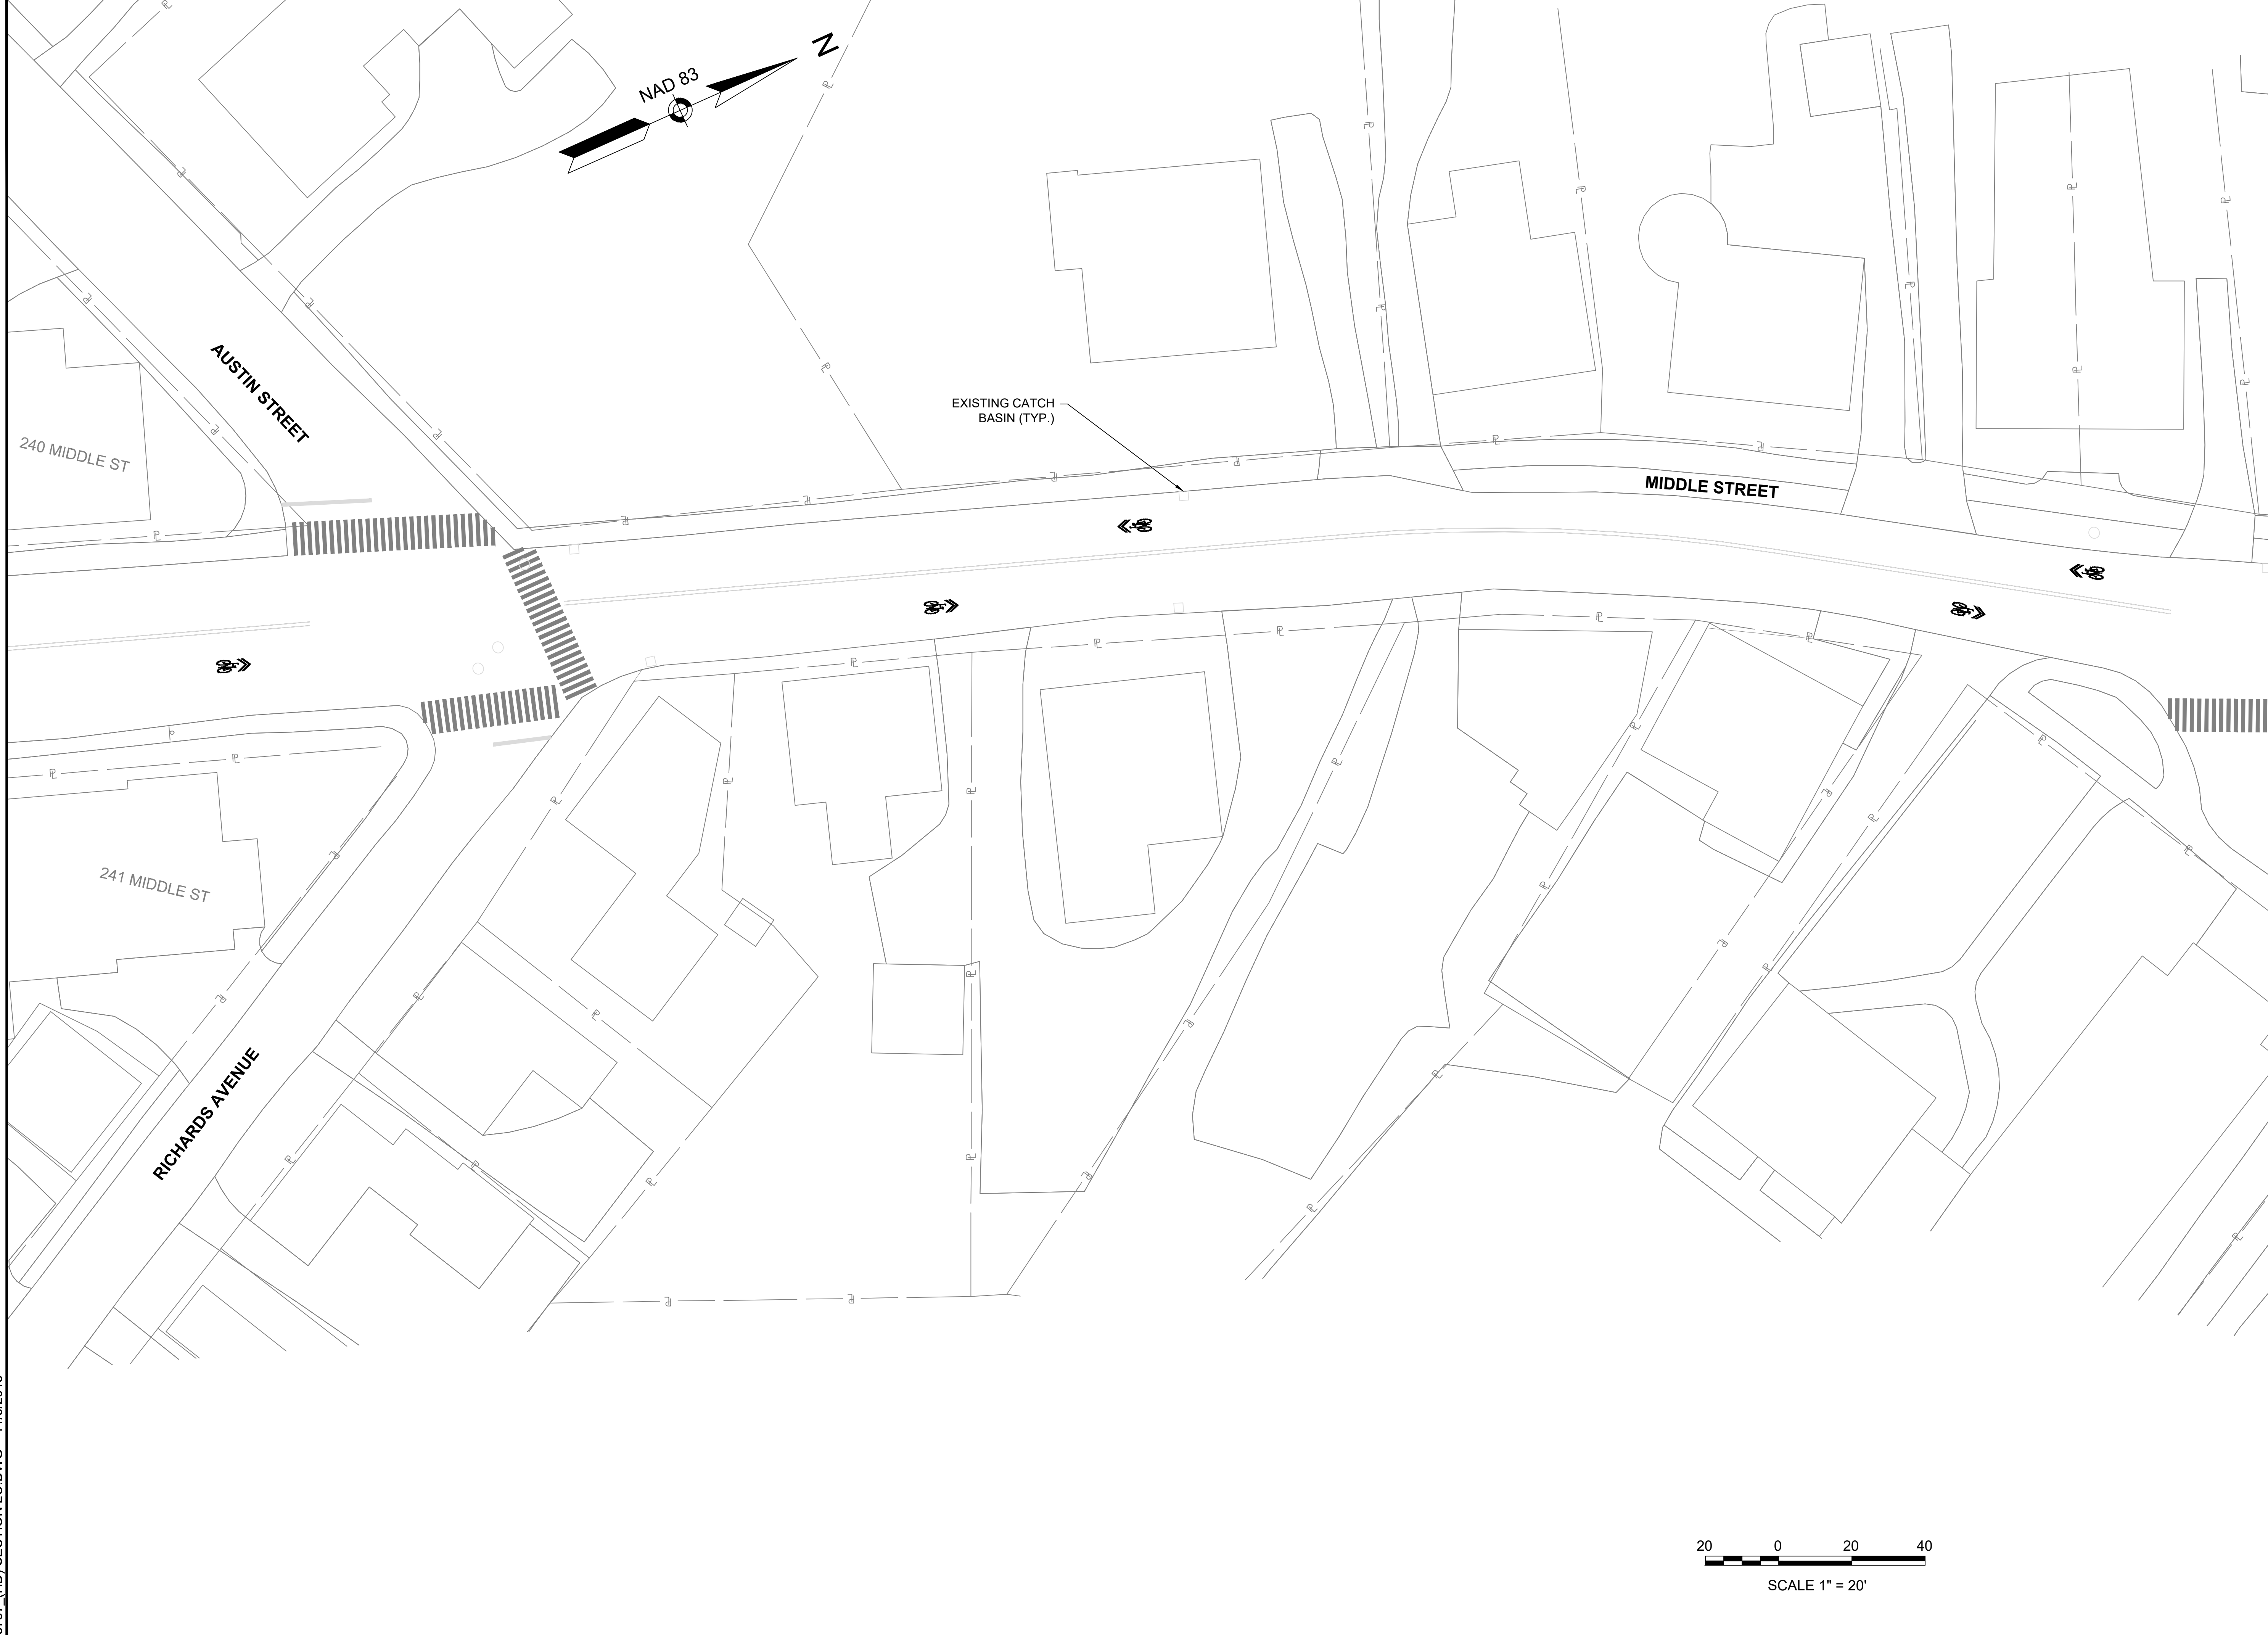 N
NAD 83
AUSTIN STREET
240 MIDDLE ST
EXISTING CATCH
BASIN (TYP.)
MIDDLE STREET
241 MIDDLE ST
RICHARDS AVENUE
20 0 20 40
SCALE 1" = 20'